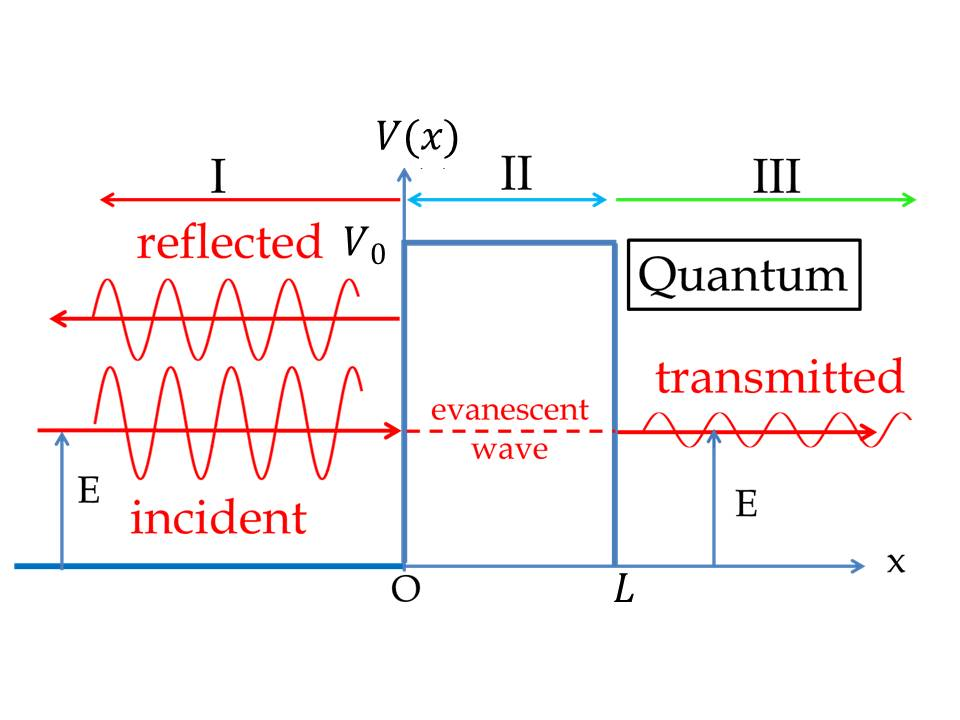 V(x)
I
II
III
reflected
V₀
Quantum
transmitted
evanescent
wave
E
incident
E
x
O
L